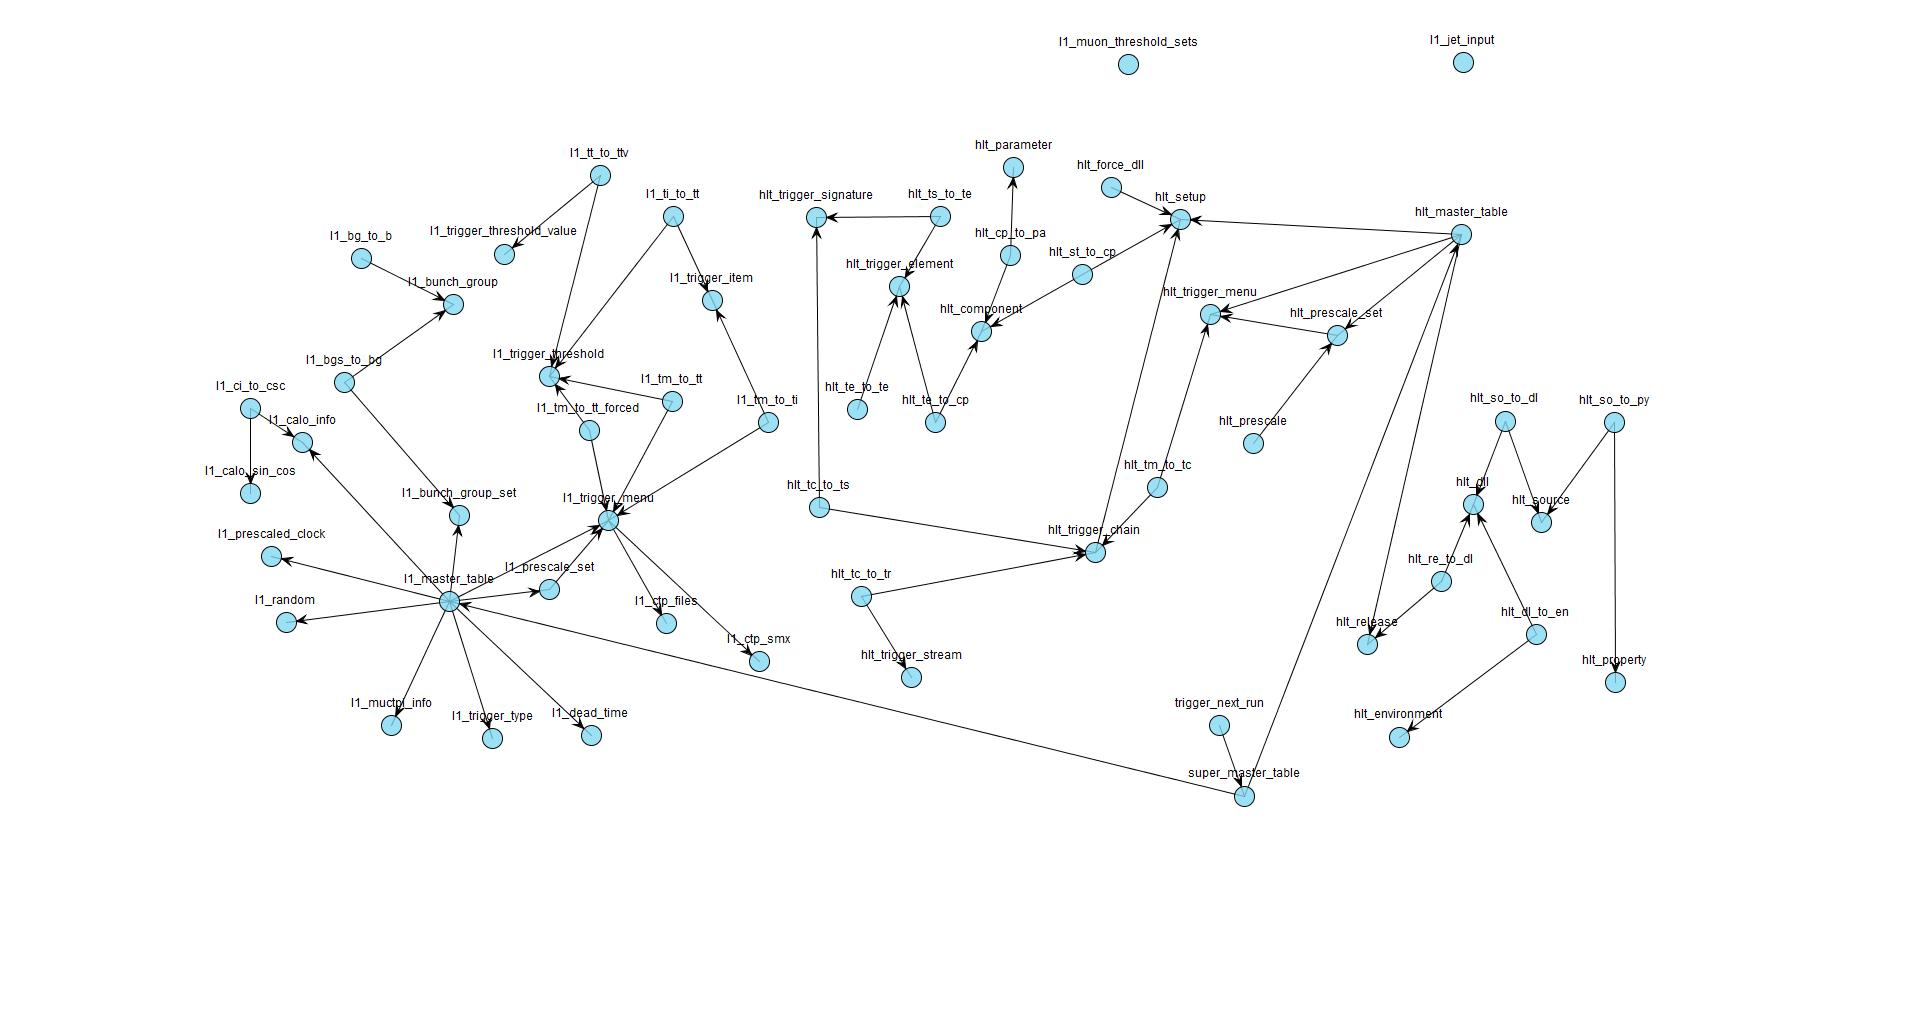 l1_jet_input
l1_muon_threshold_sets
hlt_parameter
l1_tt_to_ttv
hlt_force_dll
l1_ti_to_tt
hlt_trigger_signature
hlt_ts_to_te
hlt_setup
hlt_master_table
l1_trigger_threshold_value
hlt_cp_to_pa
l1_bg_to_b
hlt_st_to_cp
hlt_trigger_element
l1_trigger_item
l1_bunch_group
hlt_trigger_menu
hlt_component
hlt_prescale_set
l1_trigger_threshold
l1_bgs_to_bg
l1_tm_to_tt
l1_ci_to_csc
hlt_te_to_te
hlt_so_to_dl
l1_tm_to_ti
hlt_te_to_cp
hlt_so_to_py
l1_tm_to_tt_forced
l1_calo_info
hlt_prescale
hlt_tm_to_tc
l1_calo_sin_cos
hlt_dll
hlt_tc_to_ts
l1_bunch_group_set
l1_trigger_menu
hlt_source
hlt_trigger_chain
l1_prescaled_clock
hlt_re_to_dl
l1_prescale_set
hlt_tc_to_tr
l1_master_table
l1_random
l1_ctp_files
hlt_dl_to_en
hlt_release
l1_ctp_smx
hlt_trigger_stream
hlt_property
l1_muctpi_info
trigger_next_run
l1_dead_time
hlt_environment
l1_trigger_type
super_master_table